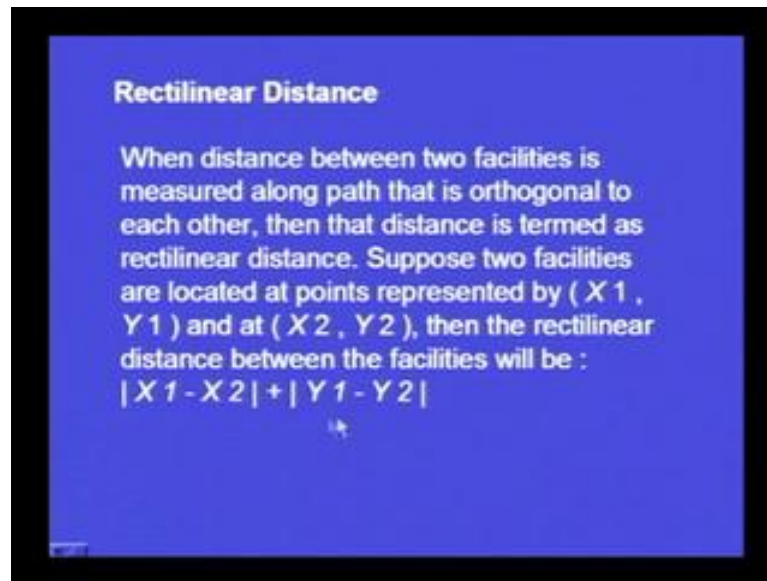 Rectilinear Distance
When distance between two facilities is
measured along path that is orthogonal to
each other, then that distance is termed as
rectilinear distance. Suppose two facilities
are located at points represented by ( X 1 ,
Y 1 ) and at ( X 2 , Y 2 ), then the rectilinear
distance between the facilities will be :
| X 1 - X 2 | + | Y 1 - Y 2 |